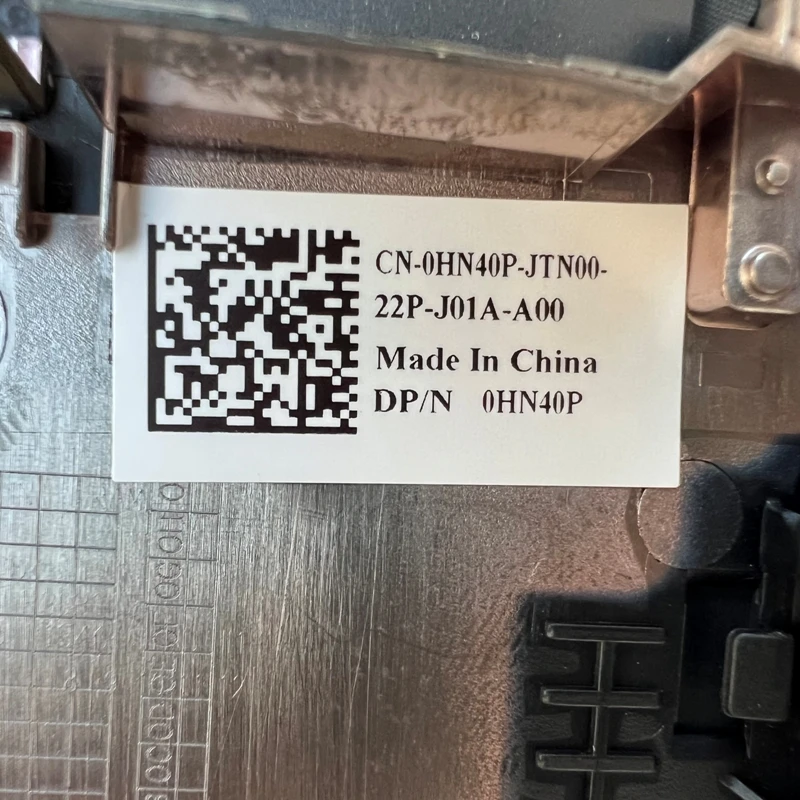 CN-0HN40P-JTN00-
22P-J01A-A00
Made In China
DP/N 0HN40P